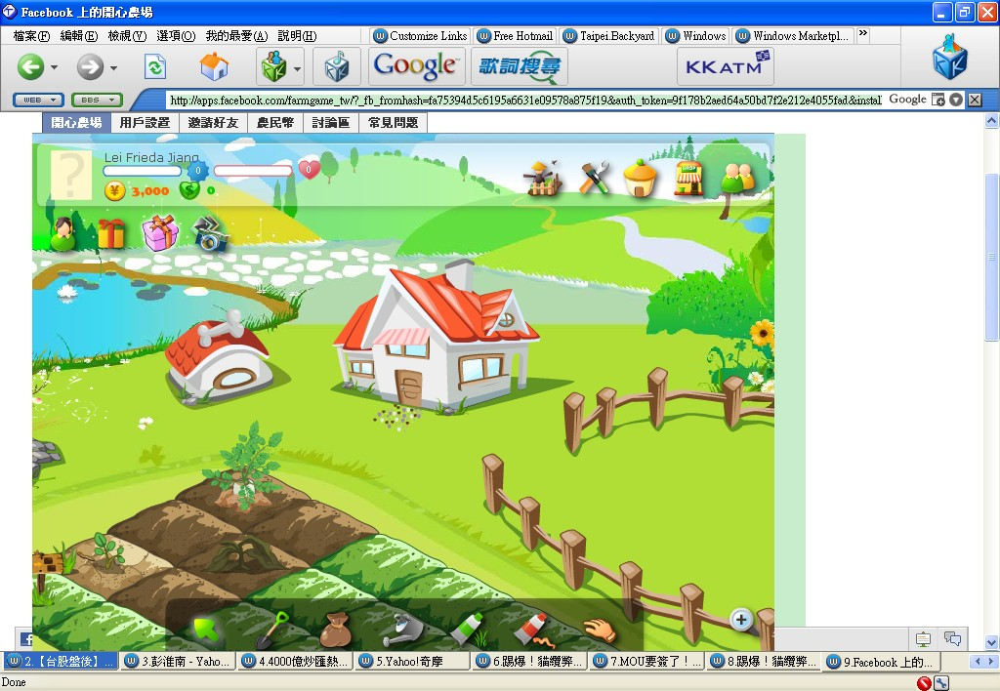 Facebook 上的開心農場
檔案(F) 編輯(E) 檢視(V) 選項(O) 我的最愛(A) 說明(H) Customize Links Free Hotmail Taipei.Backyard Windows Windows Marketpl...
Google 歌詞搜尋 KKATM
WEB BBS http://apps.facebook.com/farmgame_tw/?_fb_fromhash=fa75394d5c6195a6631e09578a875f19&auth_token=9f178b2aed64a50bd7f2e212e4055fad&instal Google
開心農場 用戶設置 邀請好友 農民幣 討論區 常見問題
Lei Frieda Jiang
0 0
¥ 3,000 $ 0
SHOP
2.【台股盤後】... 3.彭淮南 - Yaho... 4.4000億炒匯熱... 5.Yahoo!奇摩 6.踢爆！貓纜弊... 7.MOU要簽了！... 8.踢爆！貓纜弊... 9.Facebook 上的...
Done